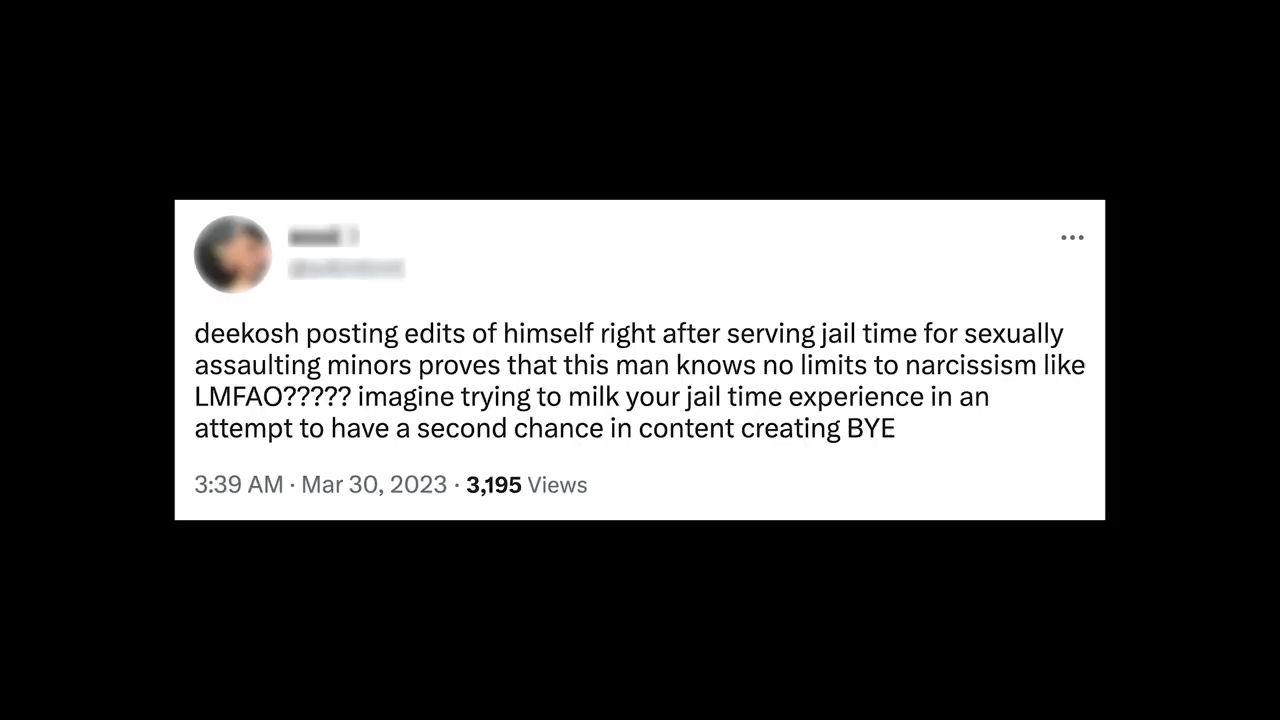 deekosh posting edits of himself right after serving jail time for sexually
assaulting minors proves that this man knows no limits to narcissism like
LMFAO????? imagine trying to milk your jail time experience in an
attempt to have a second chance in content creating BYE
3:39 AM · Mar 30, 2023 · 3,195 Views